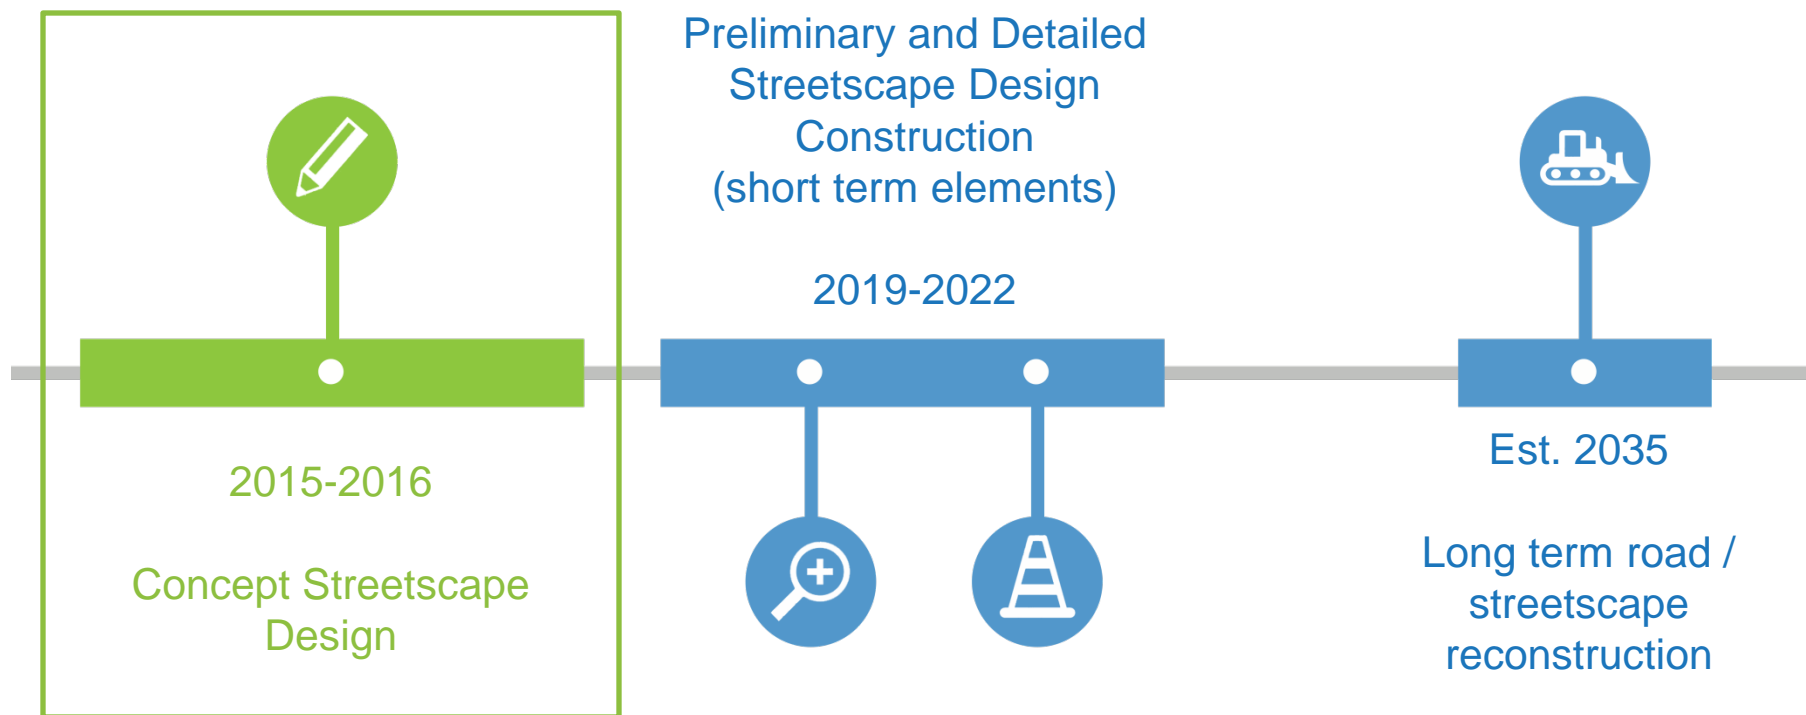 2015-2016
Concept Streetscape
Design
Preliminary and Detailed
Streetscape Design
Construction
(short term elements)
2019-2022
Est. 2035
Long term road /
streetscape
reconstruction